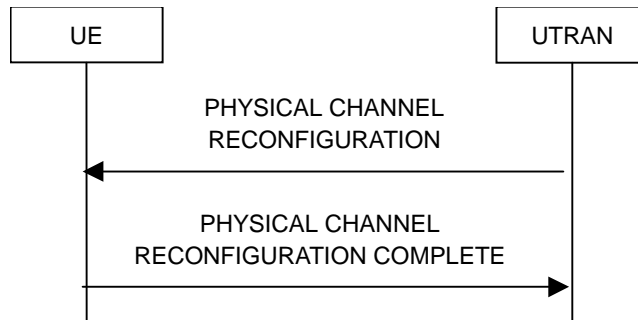 UE
UTRAN
PHYSICAL CHANNEL
RECONFIGURATION
PHYSICAL CHANNEL
RECONFIGURATION COMPLETE